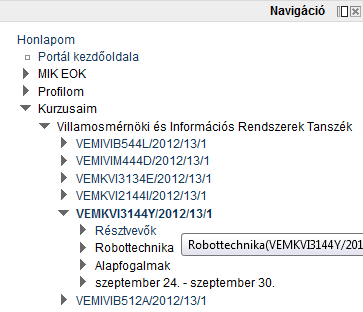 Navigáció
Honlapom
Portál kezdőoldala
MIK EOK
Profilom
Kurzusaim
Villamosmérnöki és Információs Rendszerek Tanszék
VEMIVIB544L/2012/13/1
VEMIVIM444D/2012/13/1
VEMKVI3134E/2012/13/1
VEMKVI2144I/2012/13/1
VEMKVI3144Y/2012/13/1
Résztvevők
Robottechnika
Robottechnika(VEMKVI3144Y/201
Alapfogalmak
szeptember 24. - szeptember 30.
VEMIVIB512A/2012/13/1